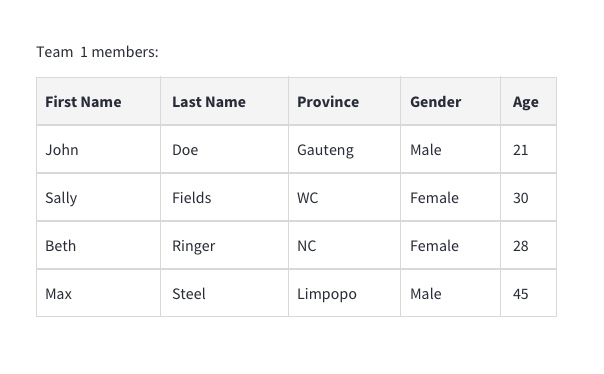 Team 1 members:
First Name Last Name Province Gender Age
John Doe Gauteng Male 21
Sally Fields WC Female 30
Beth Ringer NC Female 28
Max Steel Limpopo Male 45